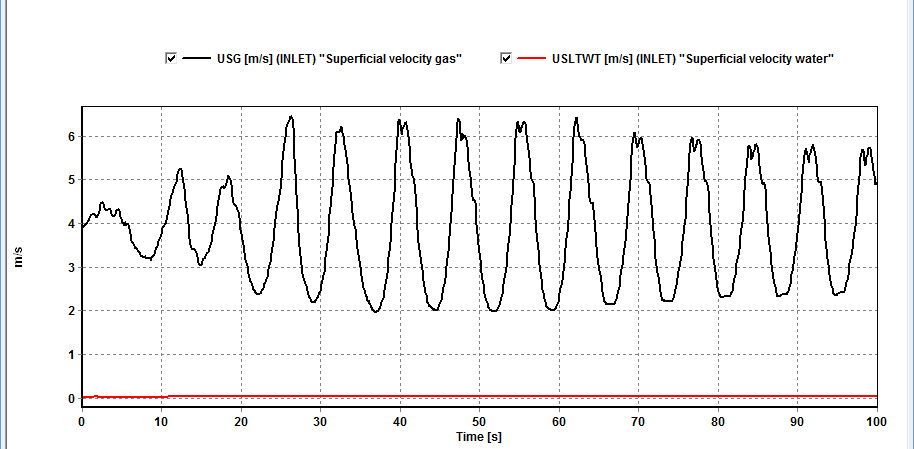 USG [m/s] (INLET) "Superficial velocity gas" USLTWT [m/s] (INLET) "Superficial velocity water"
6
5
4
3
2
1
0
m/s
0 10 20 30 40 50 60 70 80 90 100
Time [s]